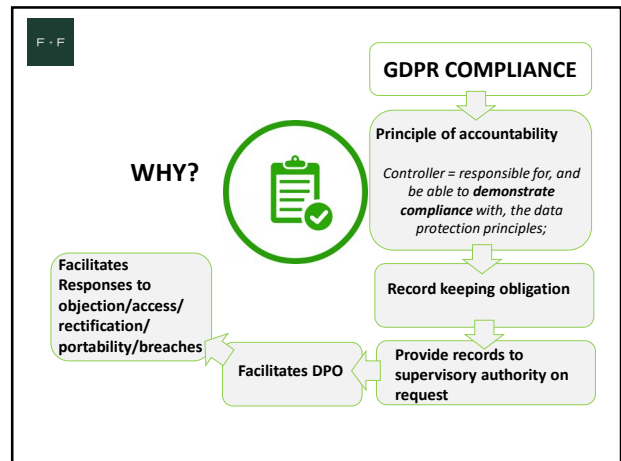 F + F
GDPR COMPLIANCE
WHY?
Principle of accountability
Controller = responsible for, and
be able to demonstrate
compliance with, the data
protection principles;
Record keeping obligation
Provide records to
supervisory authority on
request
Facilitates DPO
Facilitates
Responses to
objection/access/
rectification/
portability/breaches